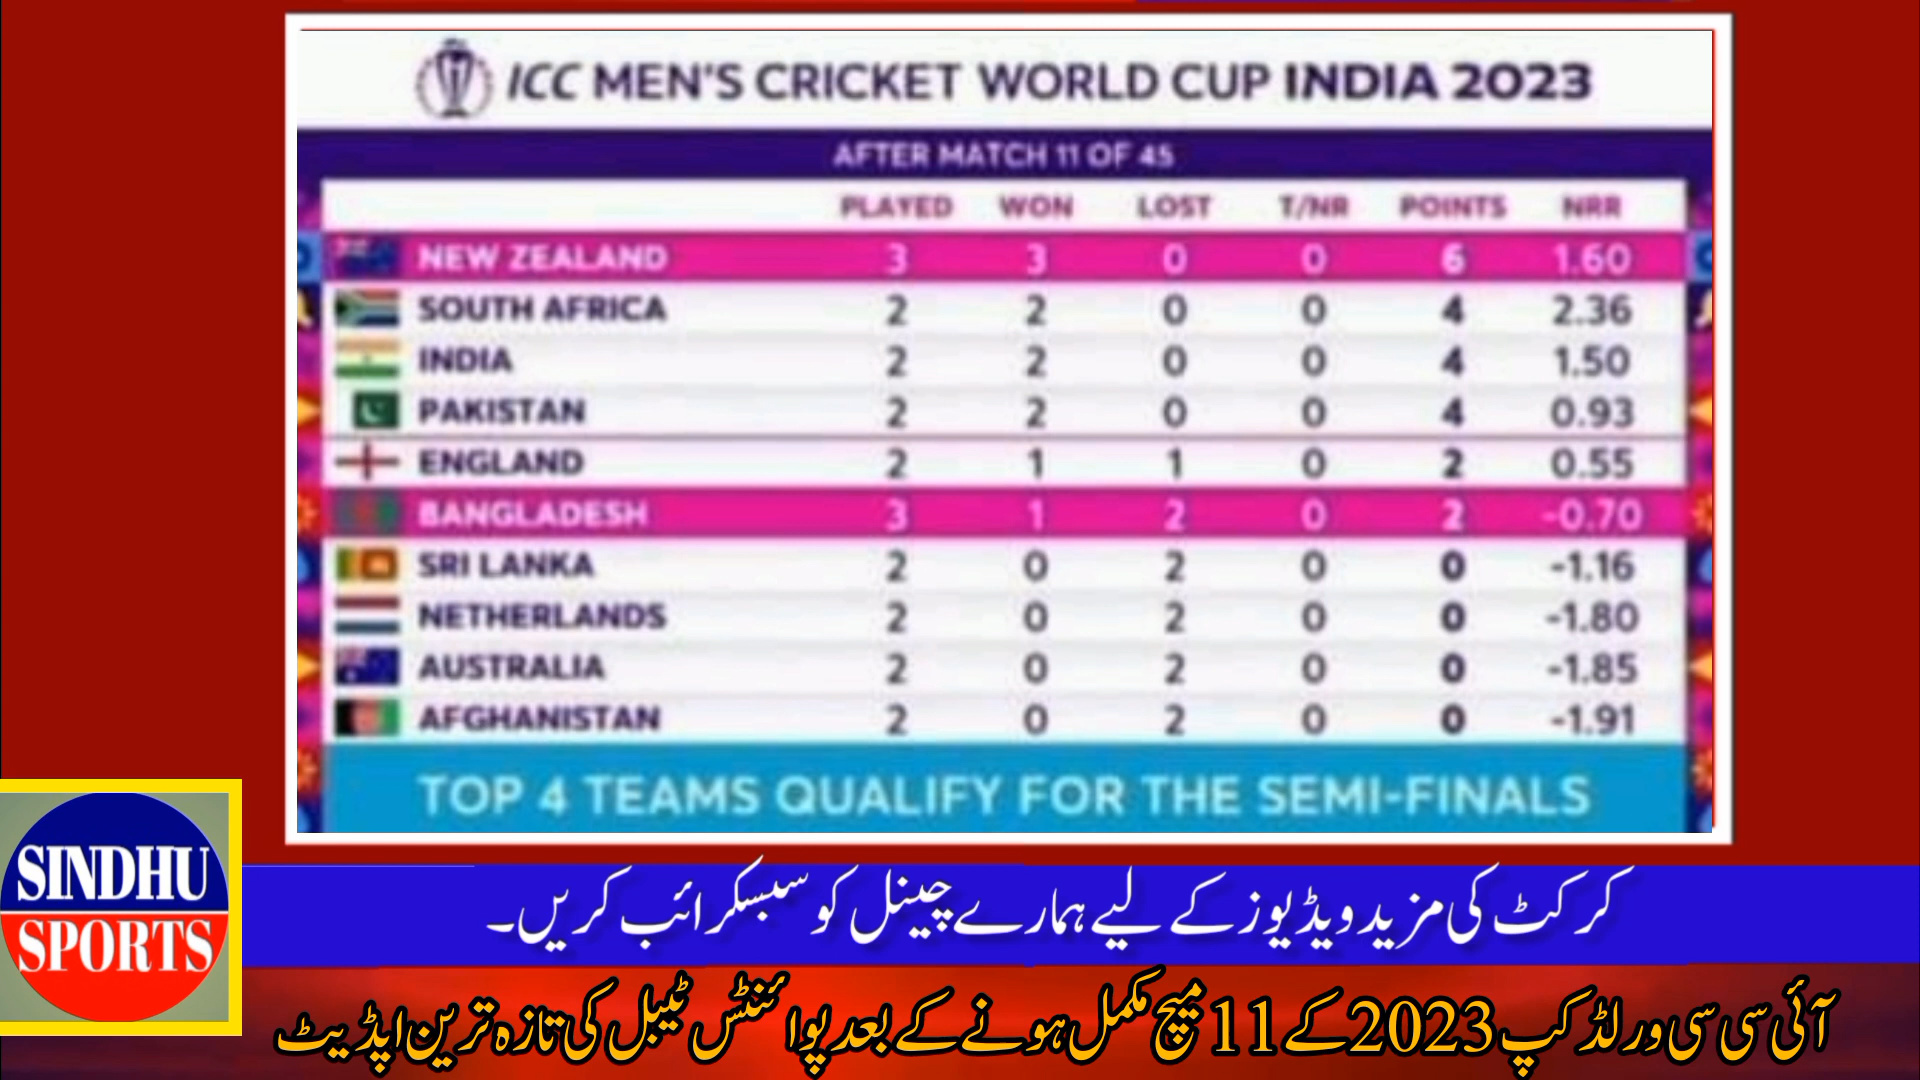 ICC MEN'S CRICKET WORLD CUP INDIA 2023
AFTER MATCH 11 OF 45
PLAYED WON LOST T/NR POINTS NRR
NEW ZEALAND 3 3 0 0 6 1.60
SOUTH AFRICA 2 2 0 0 4 2.36
INDIA 2 2 0 0 4 1.50
PAKISTAN 2 2 0 0 4 0.93
ENGLAND 2 1 1 0 2 0.55
BANGLADESH 3 1 2 0 2 -0.70
SRI LANKA 2 0 2 0 0 -1.16
NETHERLANDS 2 0 2 0 0 -1.80
AUSTRALIA 2 0 2 0 0 -1.85
AFGHANISTAN 2 0 2 0 0 -1.91
TOP 4 TEAMS QUALIFY FOR THE SEMI-FINALS
SINDHU
SPORTS
کرکٹ کی مزید ویڈیوز کے لیے ہمارے چینل کو سبسکرائب کریں۔
آئی سی سی ورلڈ کپ 2023 کے 11 میچ مکمل ہونے کے بعد پوائنٹس ٹیبل کی تازہ ترین اپڈیٹ